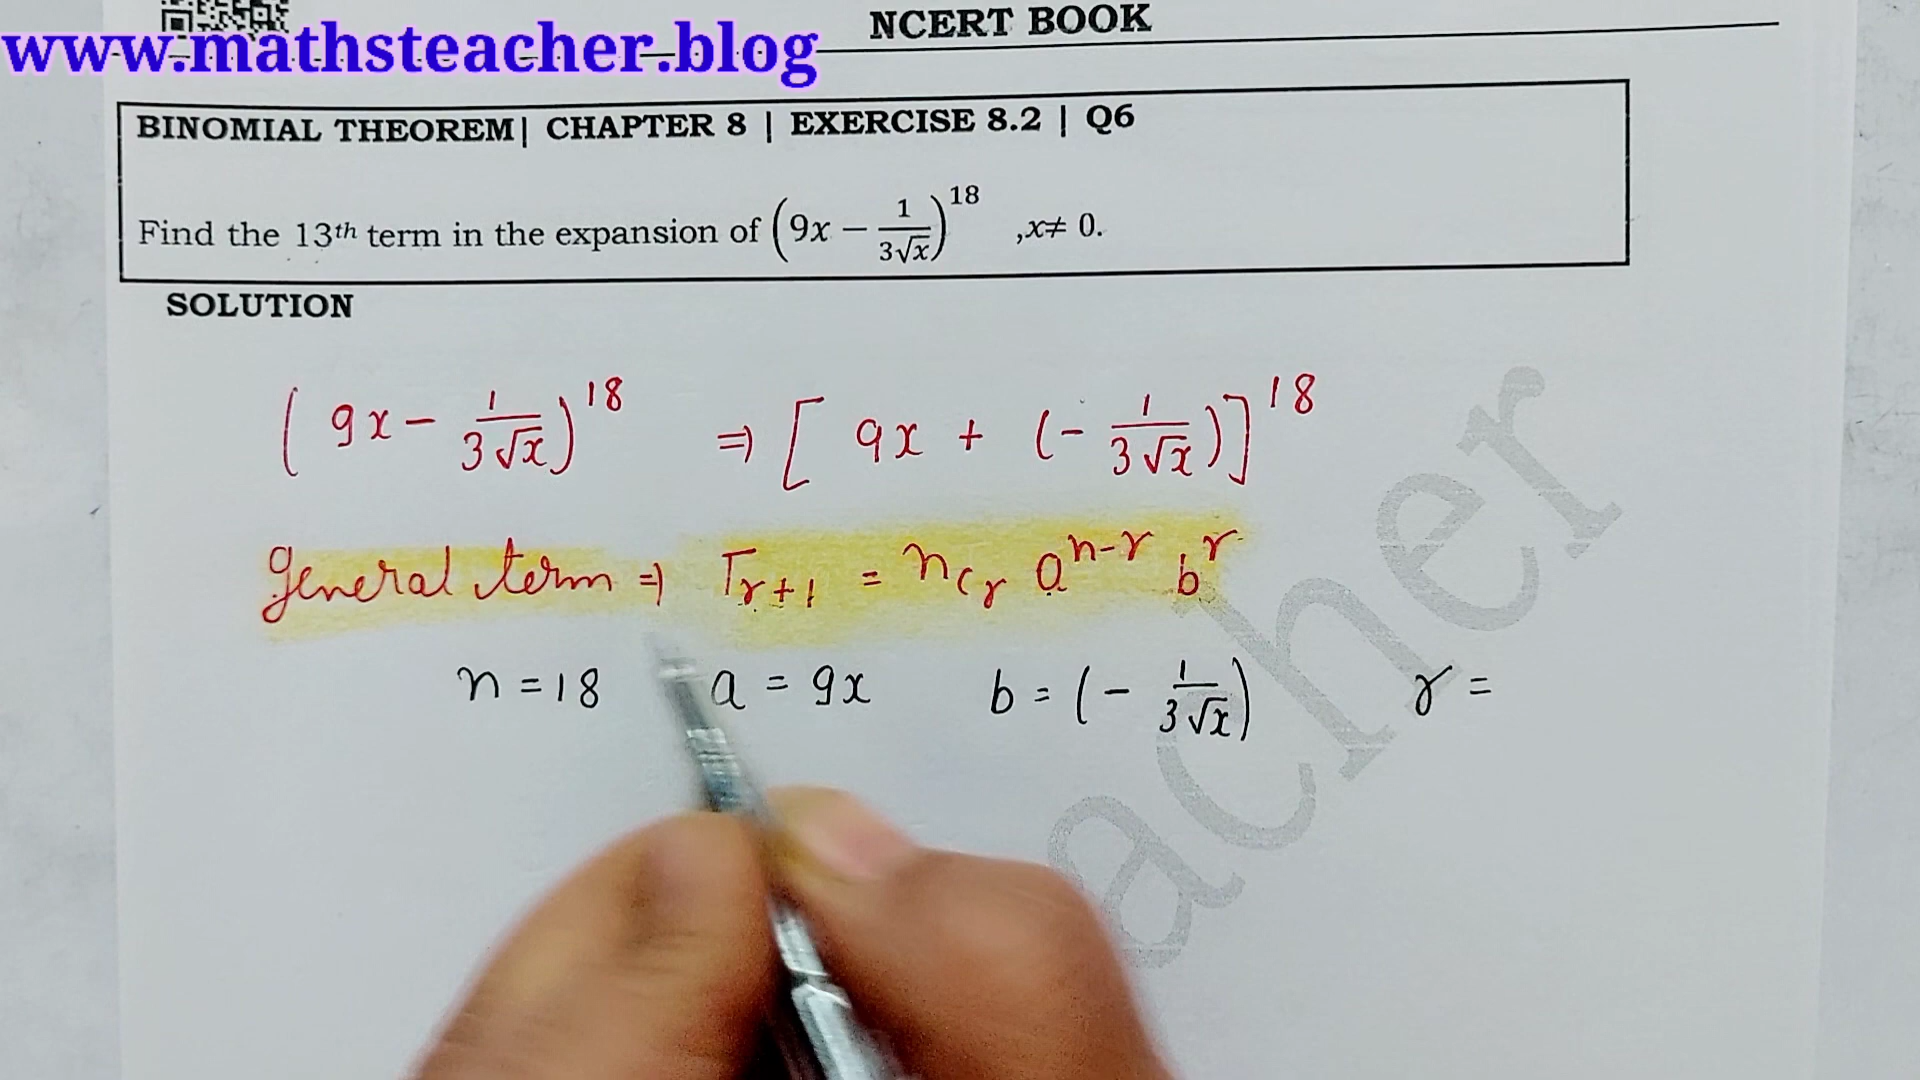 NCERT BOOK
www.mathsteacher.blog
BINOMIAL THEOREM| CHAPTER 8 | EXERCISE 8.2 | Q6
Find the 13th term in the expansion of (9x − 1/(3√x))^18 ,x≠ 0.
SOLUTION
(9x − 1/(3√x))^18 ⇒ [9x + (− 1/(3√x))]^18
General term ⇒ T_{r+1} = nC_r a^{n-r} b^r
n = 18 a = 9x b = (− 1/(3√x)) r =
acher